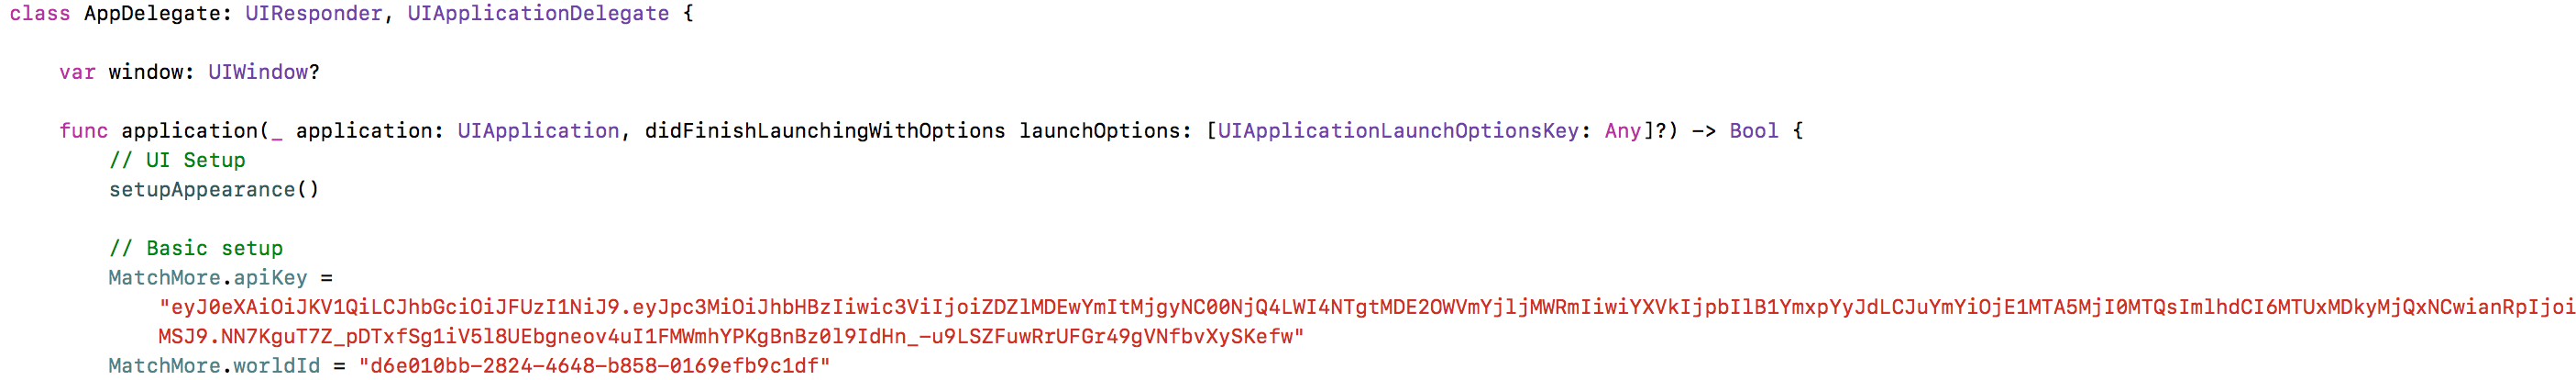 class AppDelegate: UIResponder, UIApplicationDelegate {
var window: UIWindow?
func application(_ application: UIApplication, didFinishLaunchingWithOptions launchOptions: [UIApplicationLaunchOptionsKey: Any]?) -> Bool {
// UI Setup
setupAppearance()
// Basic setup
MatchMore.apiKey =
"eyJ0eXAiOiJKV1QiLCJhbGciOiJFUzI1NiJ9.eyJpc3MiOiJhbHBzIiwic3ViIjoiZDZlMDEwYmItMjgyNC00NjQ4LWI4NTgtMDE2OWVmYjljMWRmIiwiYXVkIjpbIlB1YmxpYyJdLCJuYmYiOjE1MTA5MjI0MTQsImlhdCI6MTUxMDkyMjQxNCwianRpIjoi
MSJ9.NN7KguT7Z_pDTxfSg1iV5l8UEbgneov4uI1FMWmhYPKgBnBz0l9IdHn_-u9LSZFuwRrUFGr49gVNfbvXySKefw"
MatchMore.worldId = "d6e010bb-2824-4648-b858-0169efb9c1df"